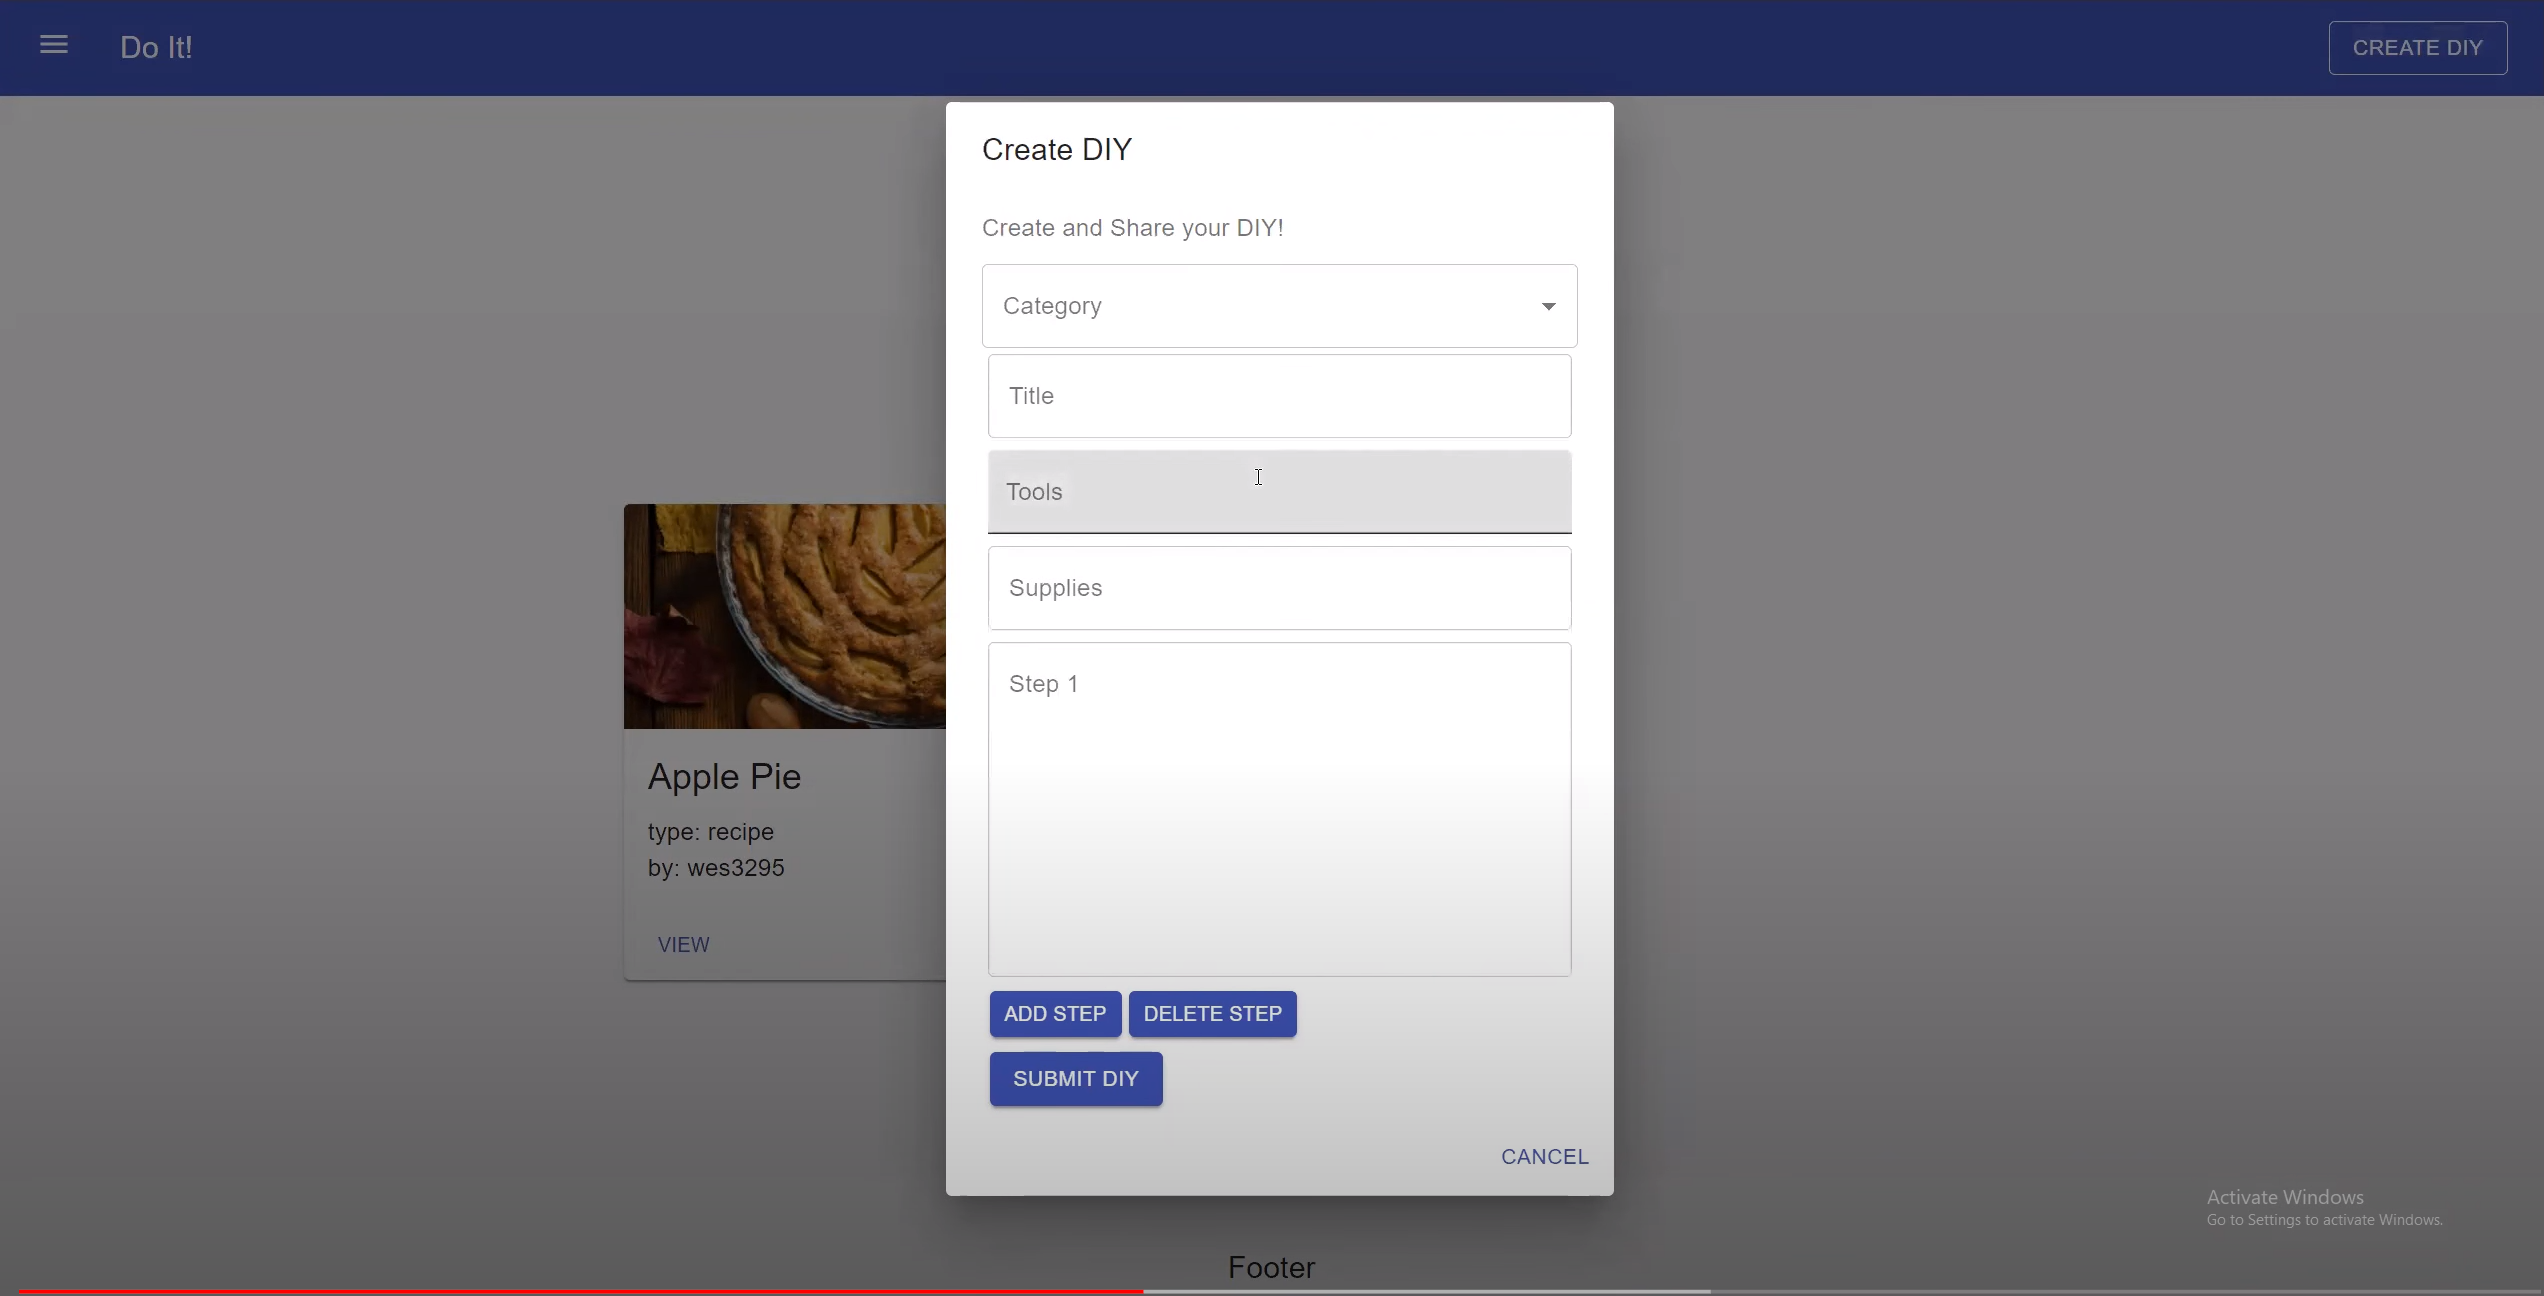 Do It!
CREATE DIY
Create DIY
Create and Share your DIY!
Category
Title
Tools
Supplies
Step 1
Apple Pie
type: recipe
by: wes3295
VIEW
ADD STEP
DELETE STEP
SUBMIT DIY
CANCEL
Activate Windows
Go to Settings to activate Windows.
Footer